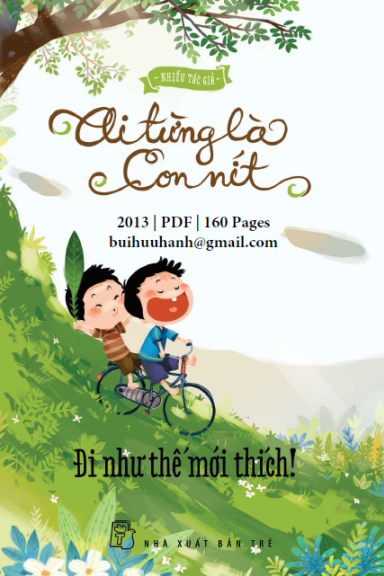 NHIỀU TÁC GIẢ
Ai từng là
Con nít
2013 | PDF | 160 Pages
buihuuhanh@gmail.com
Đi như thế mới thích!
NHÀ XUẤT BẢN TRẺ